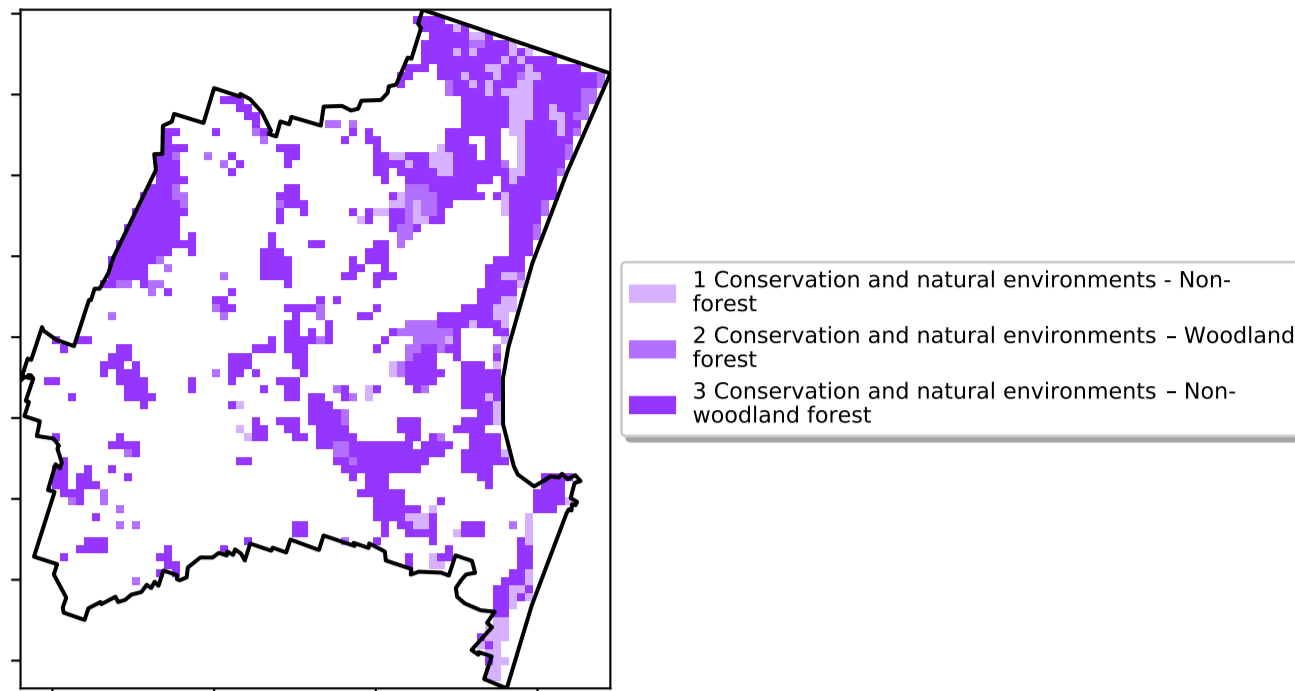 1 Conservation and natural environments - Non-
forest
2 Conservation and natural environments – Woodland
forest
3 Conservation and natural environments – Non-
woodland forest